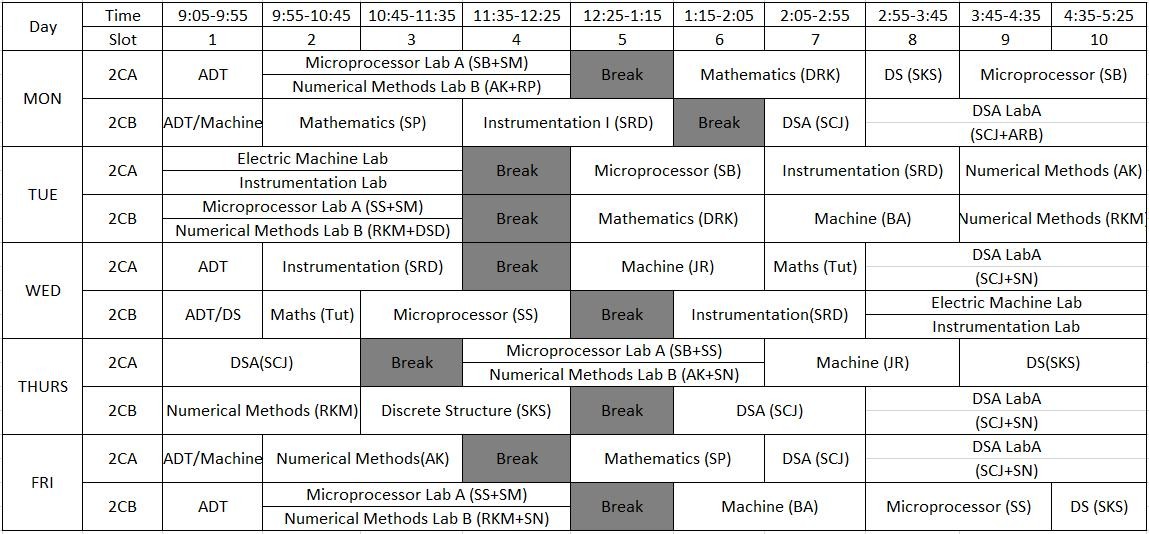 Day Time 9:05-9:55 9:55-10:45 10:45-11:35 11:35-12:25 12:25-1:15 1:15-2:05 2:05-2:55 2:55-3:45 3:45-4:35 4:35-5:25
Slot 1 2 3 4 5 6 7 8 9 10
MON
2CA ADT Microprocessor Lab A (SB+SM) Break Mathematics (DRK) DS (SKS) Microprocessor (SB)
Numerical Methods Lab B (AK+RP)
2CB ADT/Machine Mathematics (SP) Instrumentation I (SRD) Break DSA (SCJ) DSA LabA
(SCJ+ARB)
TUE
2CA Electric Machine Lab Break Microprocessor (SB) Instrumentation (SRD) Numerical Methods (AK)
Instrumentation Lab
2CB Microprocessor Lab A (SS+SM) Break Mathematics (DRK) Machine (BA) Numerical Methods (RKM)
Numerical Methods Lab B (RKM+DSD)
WED
2CA ADT Instrumentation (SRD) Break Machine (JR) Maths (Tut) DSA LabA
(SCJ+SN)
2CB ADT/DS Maths (Tut) Microprocessor (SS) Break Instrumentation(SRD) Electric Machine Lab
Instrumentation Lab
THURS
2CA DSA(SCJ) Break Microprocessor Lab A (SB+SS) Machine (JR) DS(SKS)
Numerical Methods Lab B (AK+SN)
2CB Numerical Methods (RKM) Discrete Structure (SKS) Break DSA (SCJ) DSA LabA
(SCJ+SN)
FRI
2CA ADT/Machine Numerical Methods(AK) Break Mathematics (SP) DSA (SCJ) DSA LabA
(SCJ+SN)
2CB ADT Microprocessor Lab A (SS+SM) Break Machine (BA) Microprocessor (SS) DS (SKS)
Numerical Methods Lab B (RKM+SN)